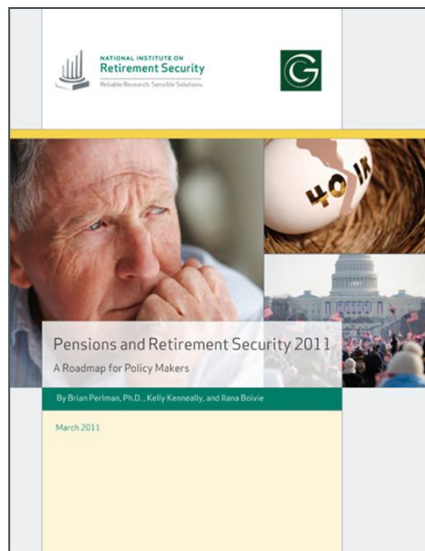 NATIONAL INSTITUTE ON
Retirement Security
Reliable Research. Sensible Solutions.
G
401K
Pensions and Retirement Security 2011
A Roadmap for Policy Makers
By Brian Perlman, Ph.D., Kelly Kenneally, and Ilana Boivie
March 2011